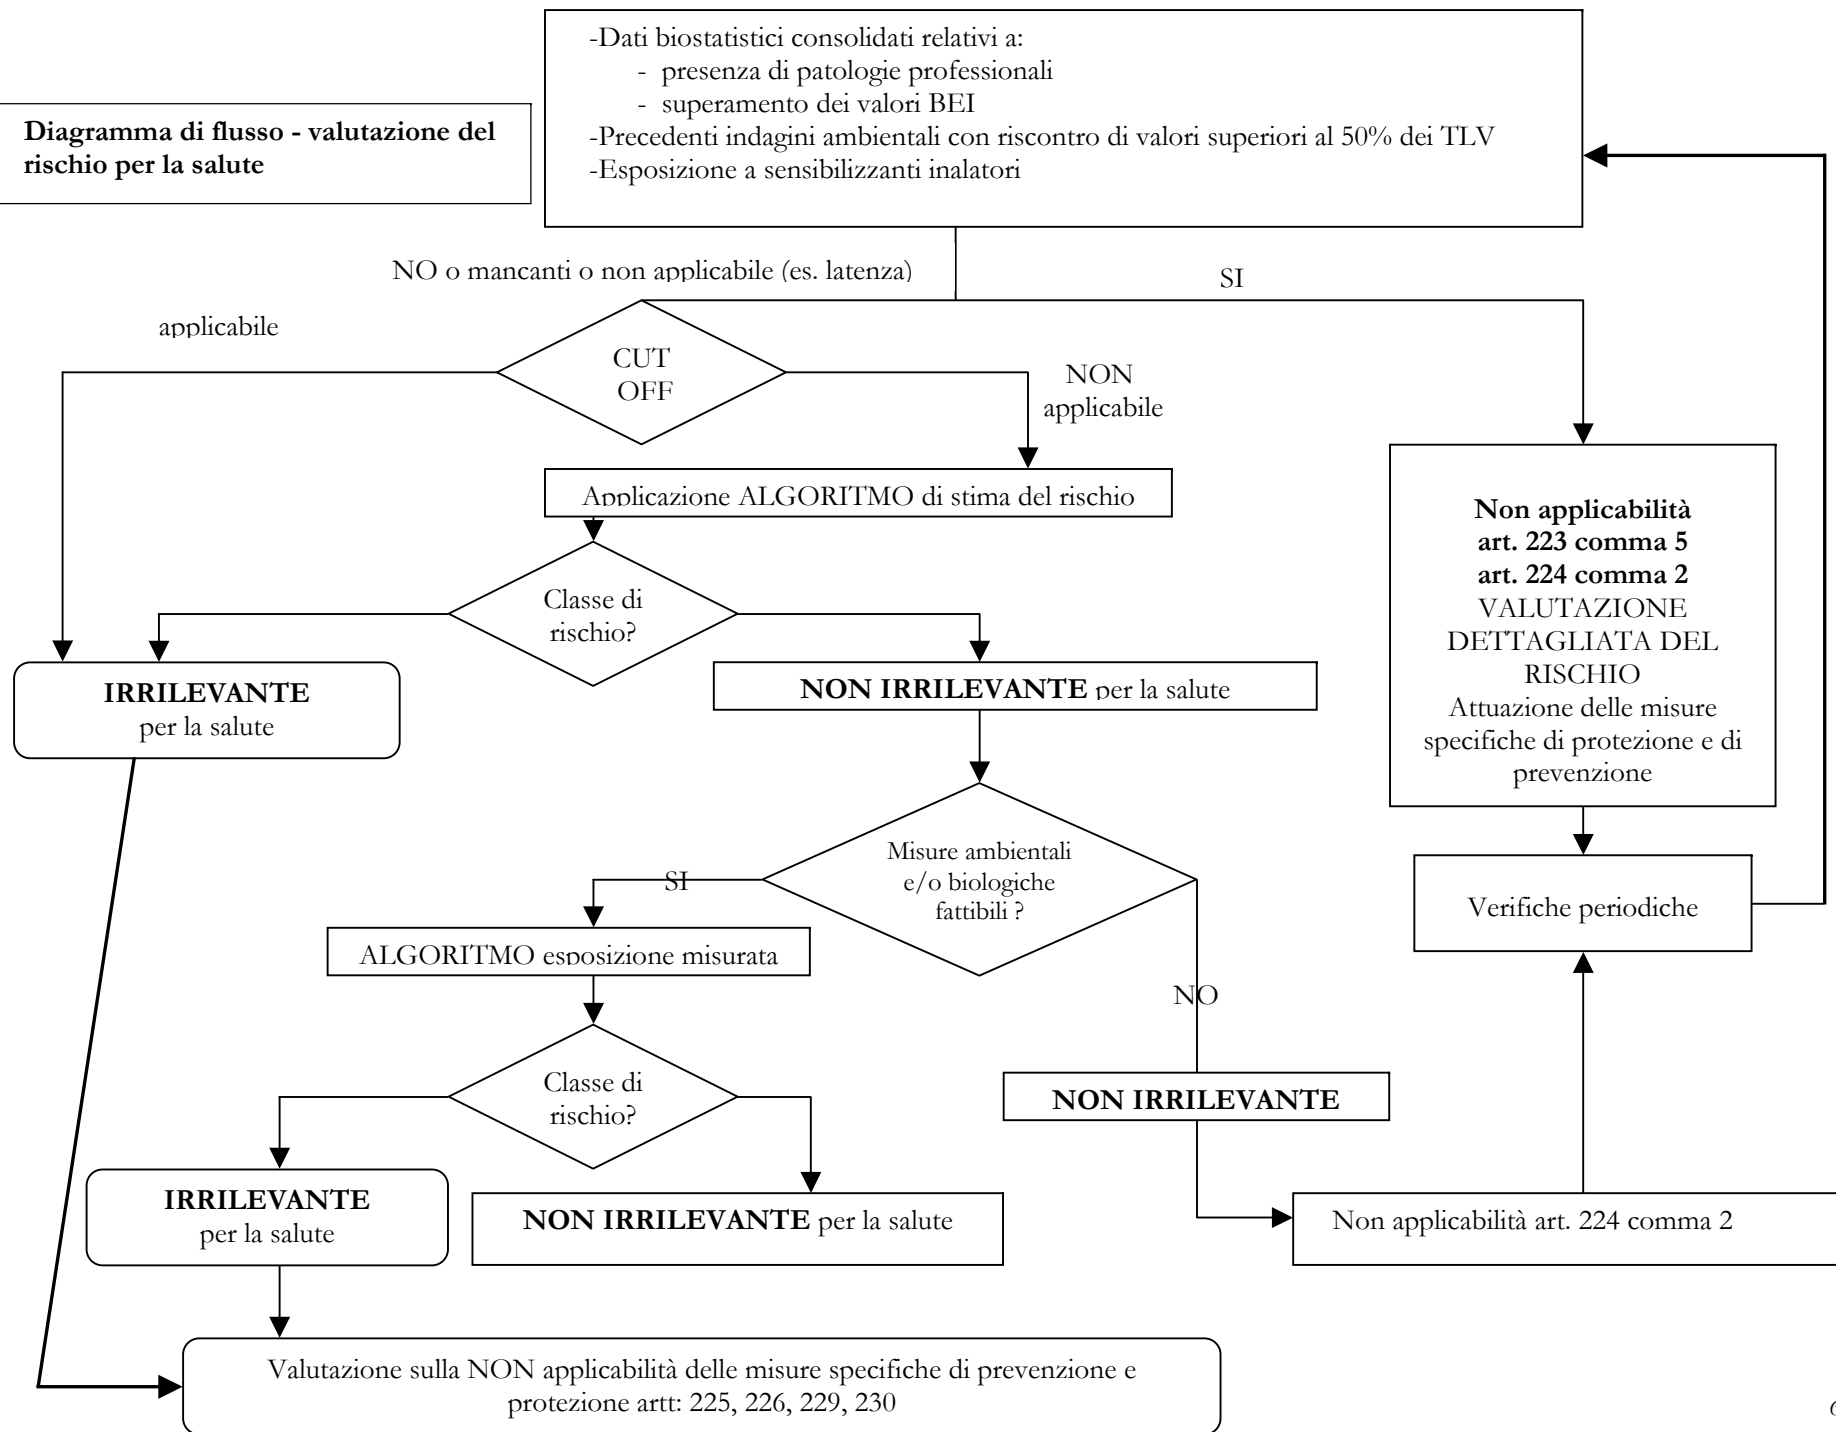 -Dati biostatistici consolidati relativi a:
- presenza di patologie professionali
- superamento dei valori BEI
-Precedenti indagini ambientali con riscontro di valori superiori al 50% dei TLV
-Esposizione a sensibilizzanti inalatori
Diagramma di flusso - valutazione del
rischio per la salute
NO o mancanti o non applicabile (es. latenza)
SI
applicabile
CUT
OFF
NON
applicabile
Applicazione ALGORITMO di stima del rischio
Non applicabilità
art. 223 comma 5
art. 224 comma 2
VALUTAZIONE
DETTAGLIATA DEL
RISCHIO
Attuazione delle misure
specifiche di protezione e di
prevenzione
Classe di
rischio?
IRRILEVANTE
per la salute
NON IRRILEVANTE per la salute
Misure ambientali
e/o biologiche
fattibili ?
SI
Verifiche periodiche
ALGORITMO esposizione misurata
NO
Classe di
rischio?
NON IRRILEVANTE
IRRILEVANTE
per la salute
NON IRRILEVANTE per la salute
Non applicabilità art. 224 comma 2
Valutazione sulla NON applicabilità delle misure specifiche di prevenzione e
protezione artt: 225, 226, 229, 230